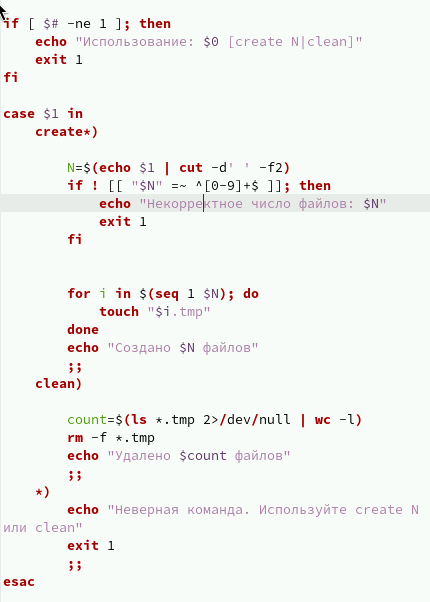 if [ $# -ne 1 ]; then
    echo "Использование: $0 [create N|clean]"
    exit 1
fi

case $1 in
    create*)

        N=$(echo $1 | cut -d' ' -f2)
        if ! [[ "$N" =~ ^[0-9]+$ ]]; then
            echo "Некорректное число файлов: $N"
            exit 1
        fi


        for i in $(seq 1 $N); do
            touch "$i.tmp"
        done
        echo "Создано $N файлов"
        ;;
    clean)

        count=$(ls *.tmp 2>/dev/null | wc -l)
        rm -f *.tmp
        echo "Удалено $count файлов"
        ;;
    *)
        echo "Неверная команда. Используйте create N
или clean"
        exit 1
        ;;
esac